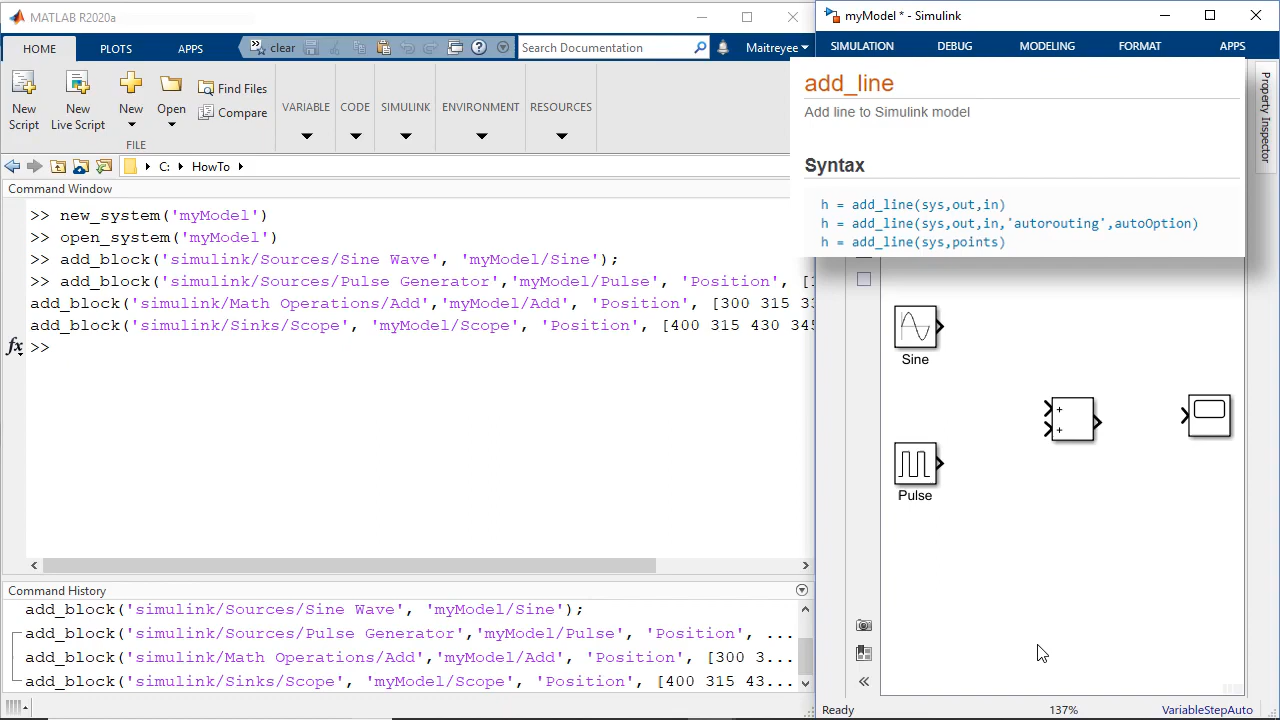 MATLAB R2020a
HOME
PLOTS
APPS
clear
Search Documentation
Maitreyee
New Script
New Live Script
New
Open
Find Files
Compare
FILE
VARIABLE
CODE
SIMULINK
ENVIRONMENT
RESOURCES
C:
HowTo
Command Window
>> new_system('myModel')
>> open_system('myModel')
>> add_block('simulink/Sources/Sine Wave', 'myModel/Sine');
>> add_block('simulink/Sources/Pulse Generator','myModel/Pulse', 'Position', [1
add_block('simulink/Math Operations/Add','myModel/Add', 'Position', [300 315 33
add_block('simulink/Sinks/Scope', 'myModel/Scope', 'Position', [400 315 430 345
fx >>
Command History
add_block('simulink/Sources/Sine Wave', 'myModel/Sine');
add_block('simulink/Sources/Pulse Generator','myModel/Pulse', 'Position', ...
add_block('simulink/Math Operations/Add','myModel/Add', 'Position', [300 3...
add_block('simulink/Sinks/Scope', 'myModel/Scope', 'Position', [400 315 43...
myModel * - Simulink
SIMULATION
DEBUG
MODELING
FORMAT
APPS
add_line
Add line to Simulink model
Syntax
h = add_line(sys,out,in)
h = add_line(sys,out,in,'autorouting',autoOption)
h = add_line(sys,points)
Property Inspector
Sine
+
+
Pulse
Ready
137%
VariableStepAuto